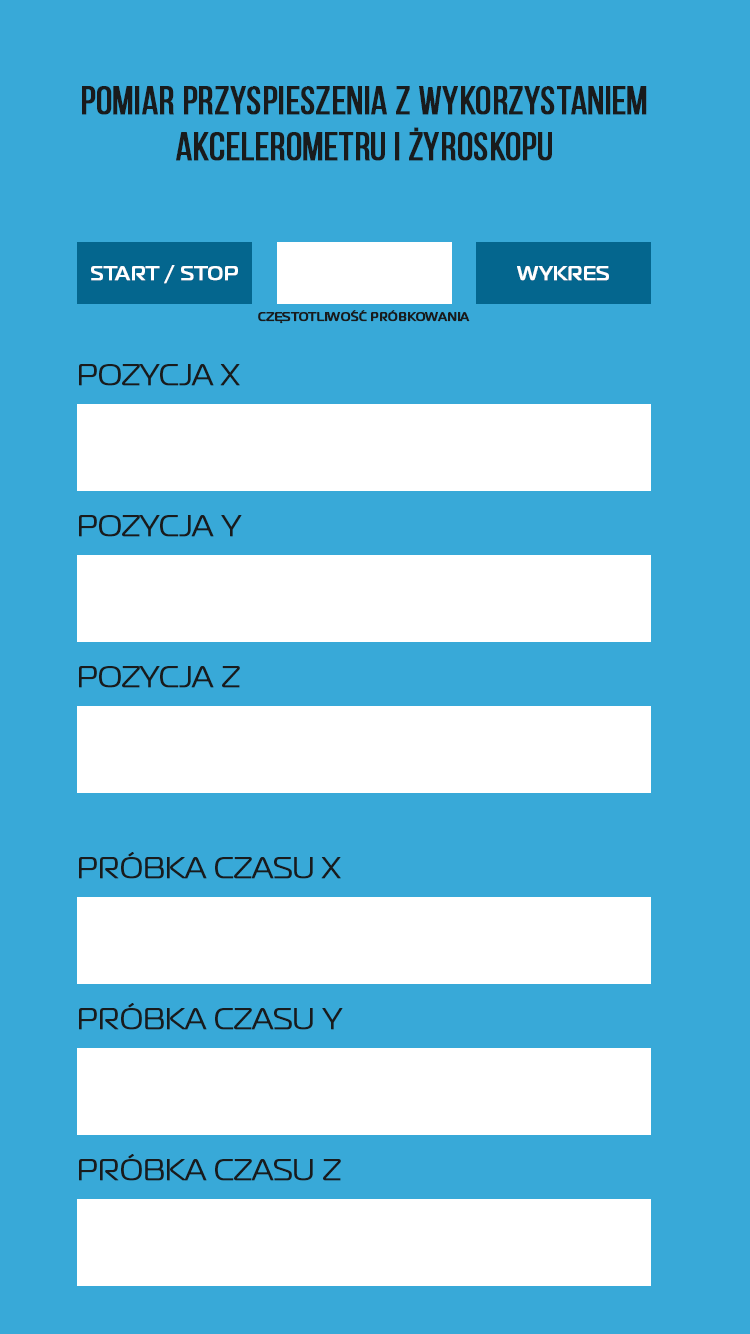 POMIAR PRZYSPIESZENIA Z WYKORZYSTANIEM
AKCELEROMETRU I ŻYROSKOPU
START / STOP
WYKRES
CZĘSTOTLIWOŚĆ PRÓBKOWANIA
POZYCJA X
POZYCJA Y
POZYCJA Z
PRÓBKA CZASU X
PRÓBKA CZASU Y
PRÓBKA CZASU Z